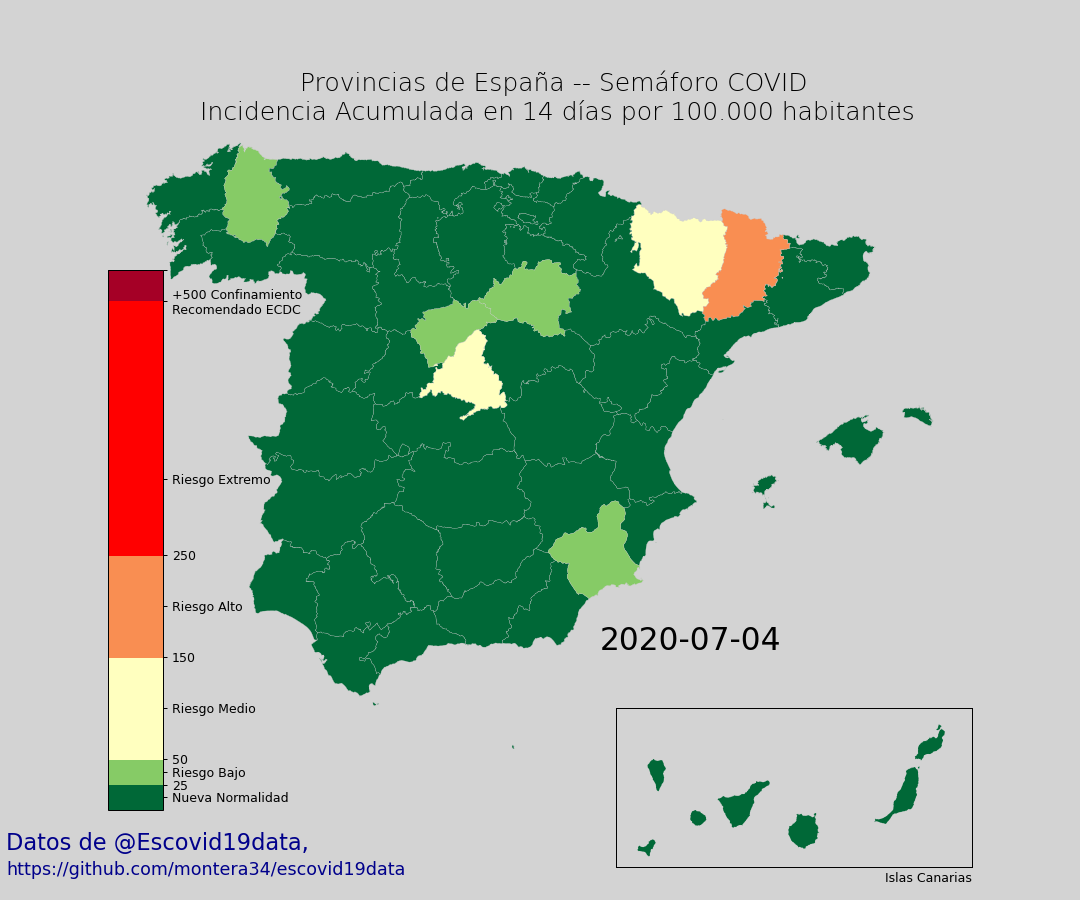 Provincias de España -- Semáforo COVID
Incidencia Acumulada en 14 días por 100.000 habitantes
+500 Confinamiento
Recomendado ECDC
Riesgo Extremo
250
Riesgo Alto
150
Riesgo Medio
50
Riesgo Bajo
25
Nueva Normalidad
2020-07-04
Islas Canarias
Datos de @Escovid19data,
https://github.com/montera34/escovid19data